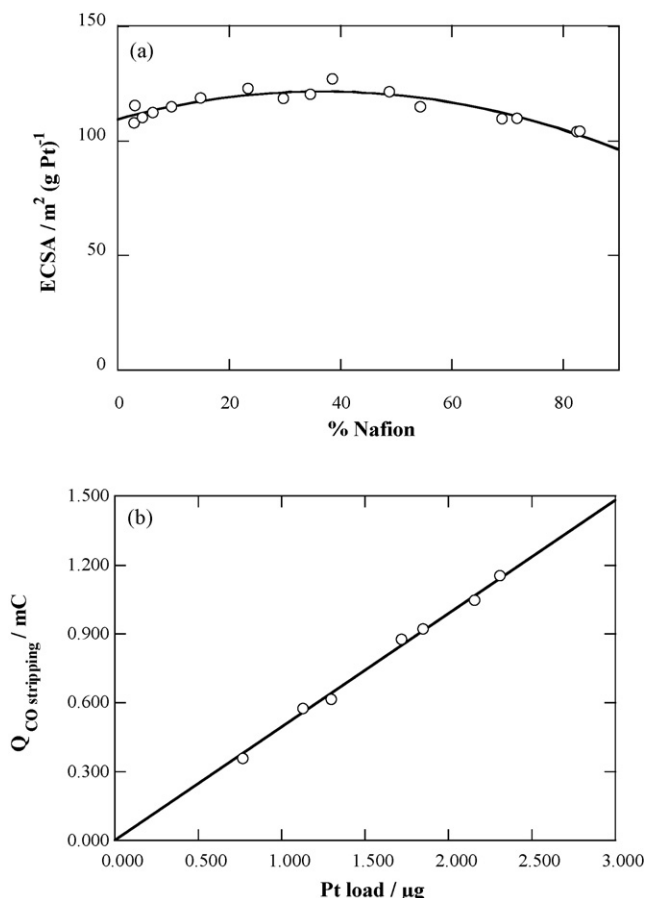 150
(a)
100
50
0
ECSA / m² (g Pt)⁻¹
0 20 40 60 80
% Nafion
1.500
(b)
1.200
0.900
0.600
0.300
0.000
Q CO stripping / mC
0.000 0.500 1.000 1.500 2.000 2.500 3.000
Pt load / µg